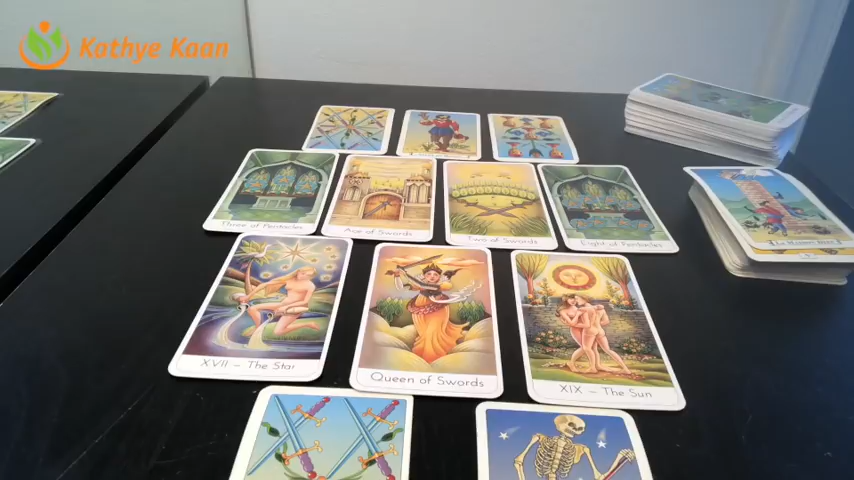 Kathye Kaan
Three of Pentacles
Ace of Swords
Two of Swords
Eight of Pentacles
XVII – The Star
Queen of Swords
XIX – The Sun